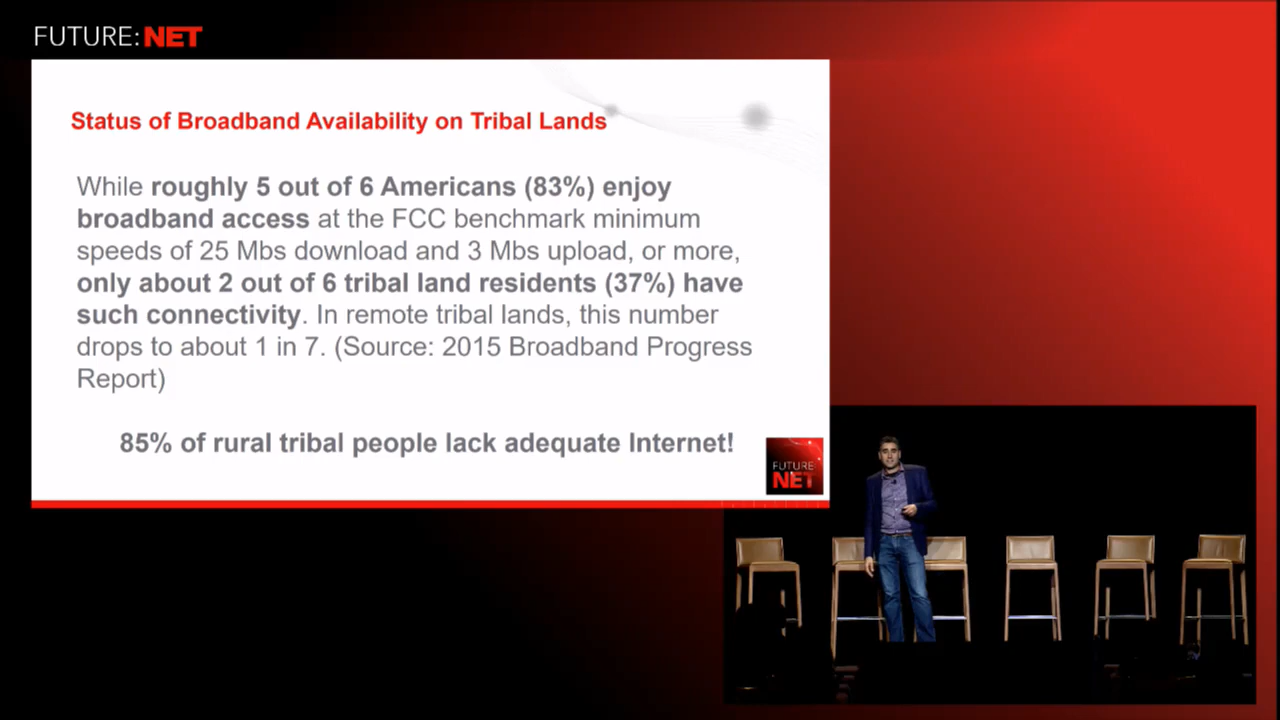 FUTURE:NET
Status of Broadband Availability on Tribal Lands
While roughly 5 out of 6 Americans (83%) enjoy
broadband access at the FCC benchmark minimum
speeds of 25 Mbs download and 3 Mbs upload, or more,
only about 2 out of 6 tribal land residents (37%) have
such connectivity. In remote tribal lands, this number
drops to about 1 in 7. (Source: 2015 Broadband Progress
Report)
85% of rural tribal people lack adequate Internet!
FUTURE:
NET